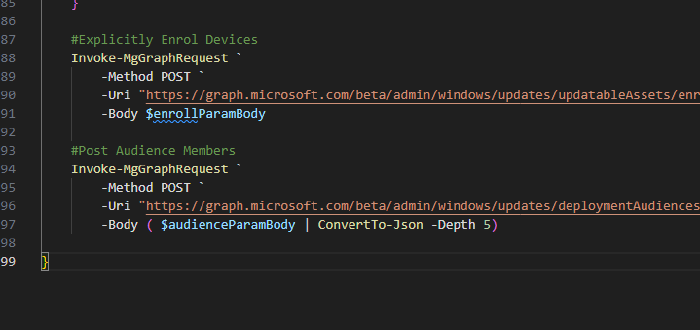 85 }
86
87 #Explicitly Enrol Devices
88 Invoke-MgGraphRequest `
89 -Method POST `
90 -Uri "https://graph.microsoft.com/beta/admin/windows/updates/updatableAssets/enr
91 -Body $enrollParamBody
92
93 #Post Audience Members
94 Invoke-MgGraphRequest `
95 -Method POST `
96 -Uri "https://graph.microsoft.com/beta/admin/windows/updates/deploymentAudiences
97 -Body ( $audienceParamBody | ConvertTo-Json -Depth 5)
98
99 }